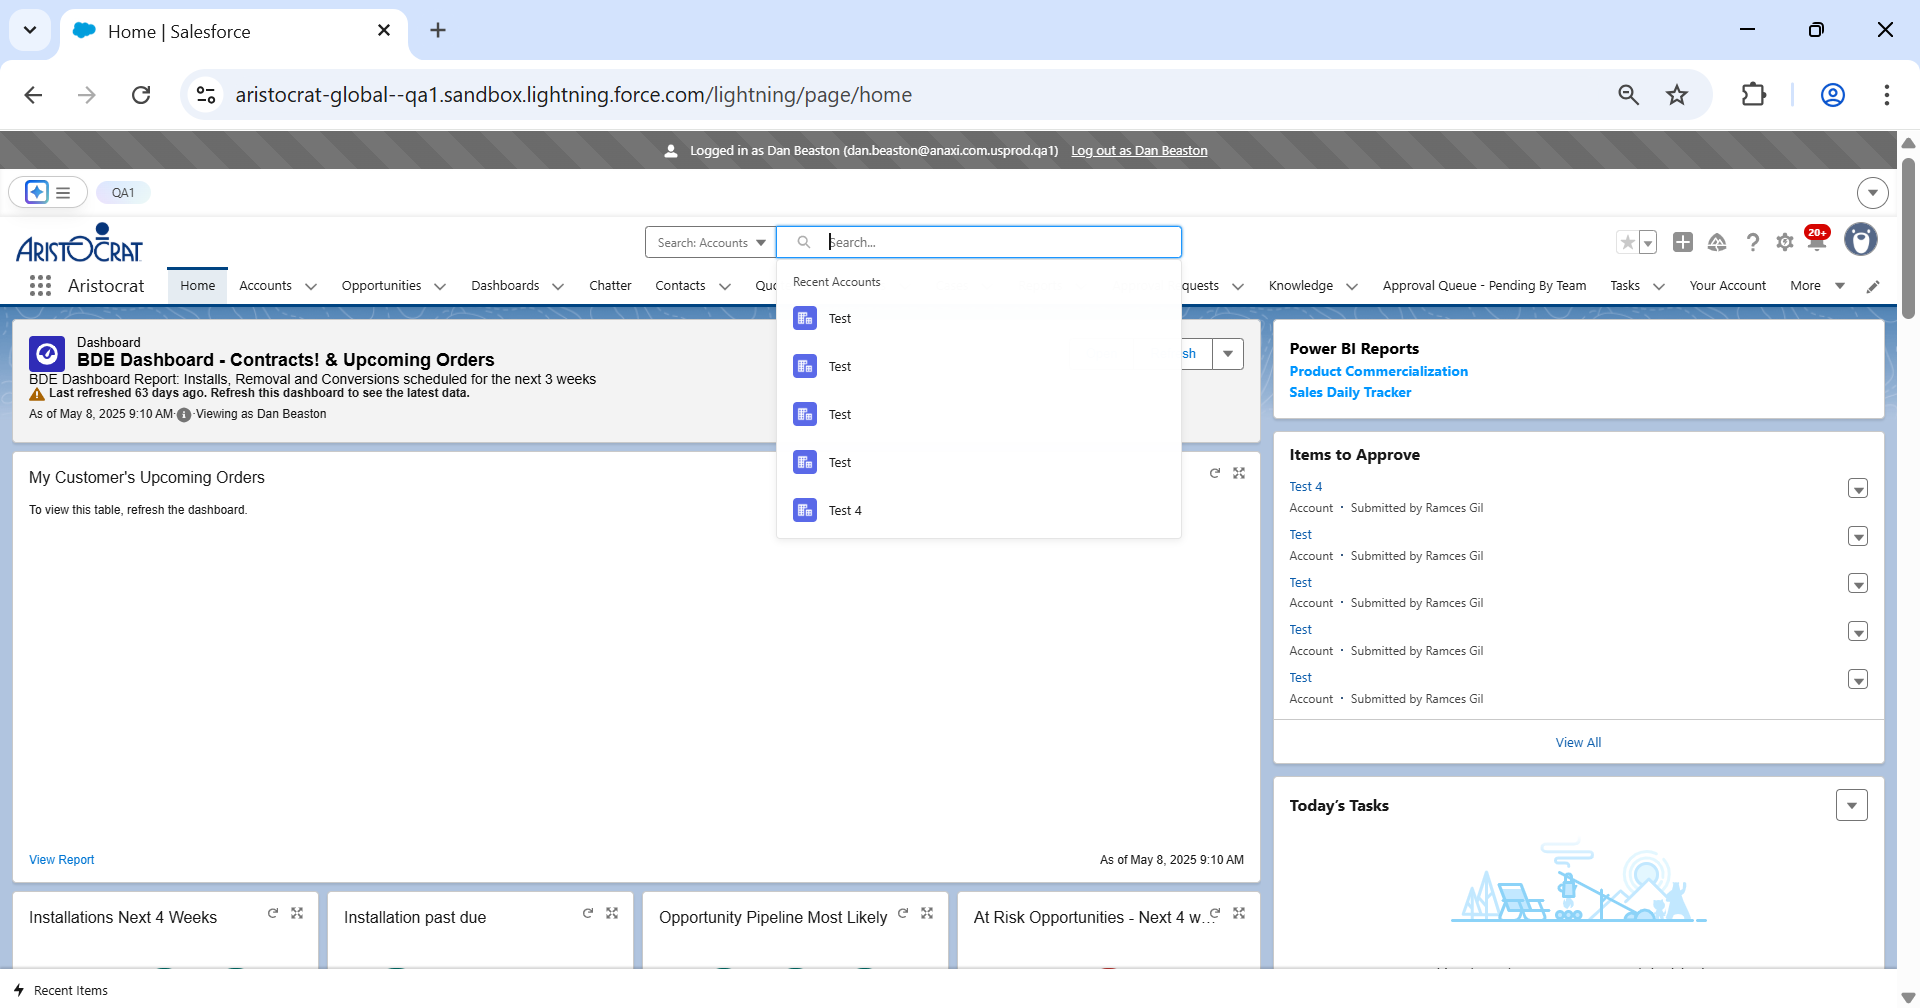 Home | Salesforce
aristocrat-global--qa1.sandbox.lightning.force.com/lightning/page/home
Logged in as Dan Beaston (dan.beaston@anaxi.com.usprod.qa1) Log out as Dan Beaston
QA1
ARISTOCRAT
Search: Accounts
Search...
20+
Aristocrat
Home
Accounts
Opportunities
Dashboards
Chatter
Contacts
Quo
quests
Knowledge
Approval Queue - Pending By Team
Tasks
Your Account
More
Recent Accounts
Test
Test
Test
Test
Test 4
Dashboard
BDE Dashboard - Contracts! & Upcoming Orders
BDE Dashboard Report: Installs, Removal and Conversions scheduled for the next 3 weeks
Last refreshed 63 days ago. Refresh this dashboard to see the latest data.
As of May 8, 2025 9:10 AM·Viewing as Dan Beaston
sh
My Customer's Upcoming Orders
To view this table, refresh the dashboard.
View Report
As of May 8, 2025 9:10 AM
Installations Next 4 Weeks
Installation past due
Opportunity Pipeline Most Likely
At Risk Opportunities - Next 4 w...
Power BI Reports
Product Commercialization
Sales Daily Tracker
Items to Approve
Test 4
Account • Submitted by Ramces Gil
Test
Account • Submitted by Ramces Gil
Test
Account • Submitted by Ramces Gil
Test
Account • Submitted by Ramces Gil
Test
Account • Submitted by Ramces Gil
View All
Today's Tasks
Recent Items